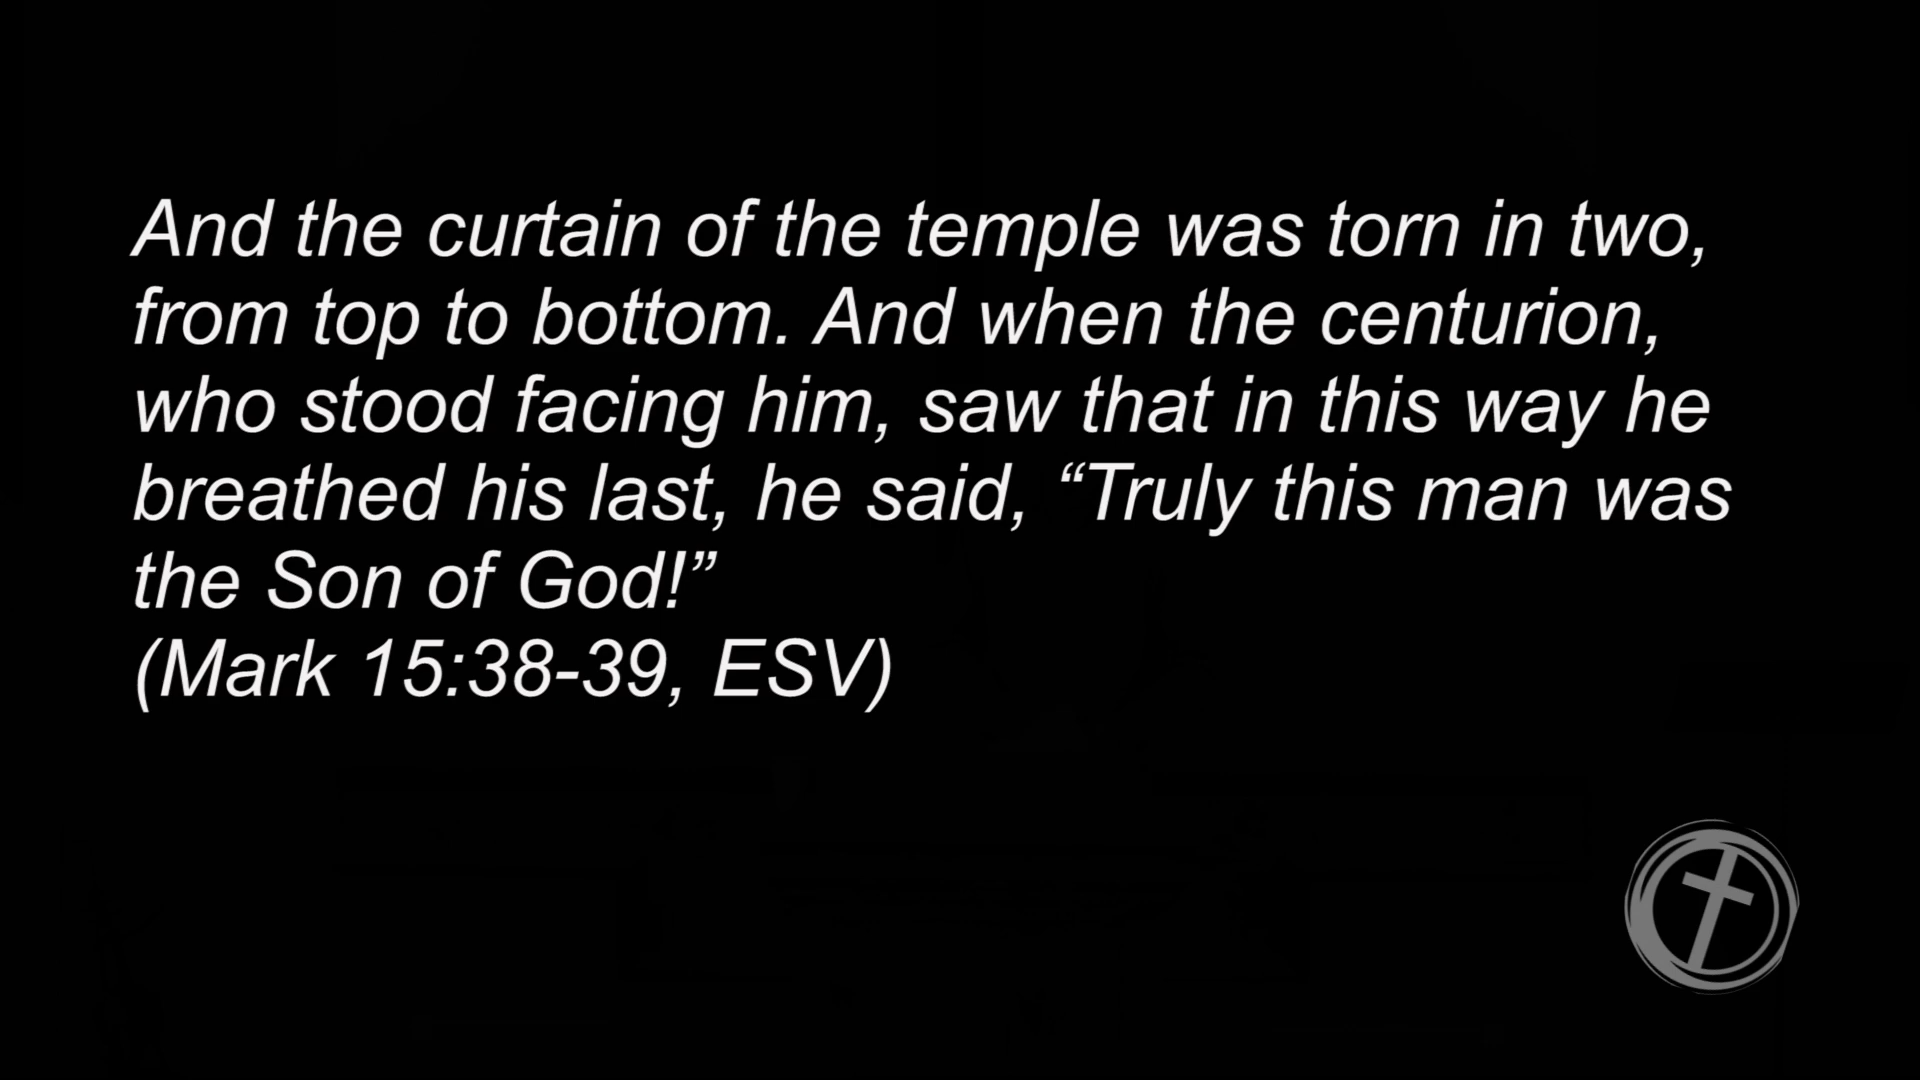 And the curtain of the temple was torn in two,
from top to bottom. And when the centurion,
who stood facing him, saw that in this way he
breathed his last, he said, “Truly this man was
the Son of God!”
(Mark 15:38-39, ESV)